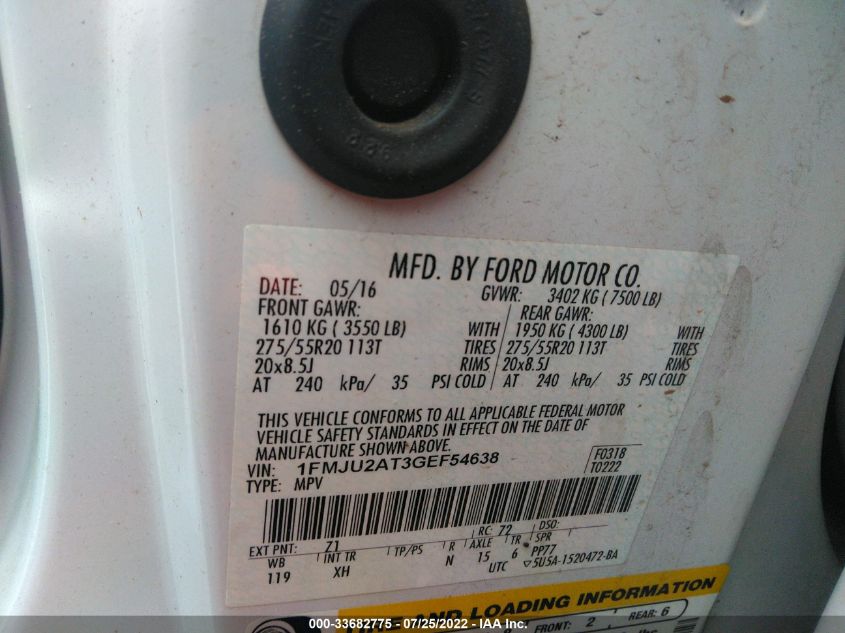 MFD. BY FORD MOTOR CO.
DATE: 05/16 GVWR: 3402 KG ( 7500 LB)
FRONT GAWR: REAR GAWR:
1610 KG ( 3550 LB) WITH 1950 KG ( 4300 LB) WITH
275/55R20 113T TIRES 275/55R20 113T TIRES
20x8.5J RIMS 20x8.5J RIMS
AT 240 kPa/ 35 PSI COLD AT 240 kPa/ 35 PSI COLD
THIS VEHICLE CONFORMS TO ALL APPLICABLE FEDERAL MOTOR
VEHICLE SAFETY STANDARDS IN EFFECT ON THE DATE OF
MANUFACTURE SHOWN ABOVE.
VIN: 1FMJU2AT3GEF54638 F0318
TYPE: MPV T0222
EXT PNT: Z1 RC: 72 DSO:
WB INT TR TP/PS R AXLE TR SPR
119 XH N 15 6 PP77
UTC ▽5U5A-1520472-BA
TIRE AND LOADING INFORMATION
FRONT: 2 REAR: 6
000-33682775 - 07/25/2022 - IAA Inc.